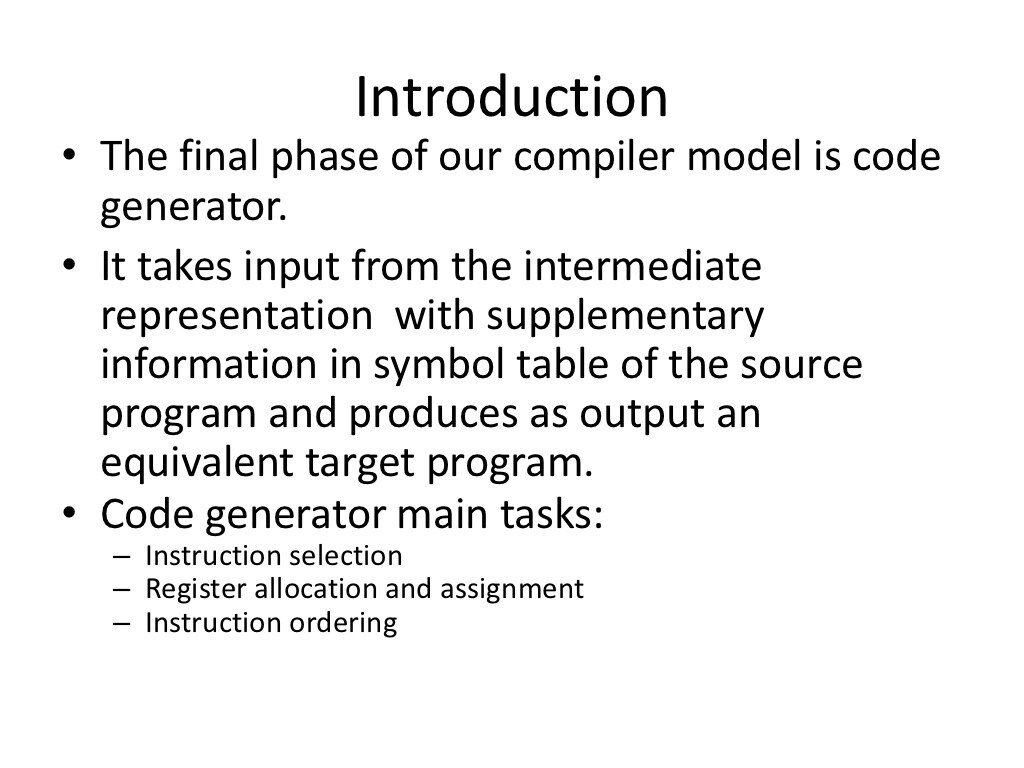 Introduction
• The final phase of our compiler model is code
generator.
• It takes input from the intermediate
representation  with supplementary
information in symbol table of the source
program and produces as output an
equivalent target program.
• Code generator main tasks:
– Instruction selection
– Register allocation and assignment
– Instruction ordering